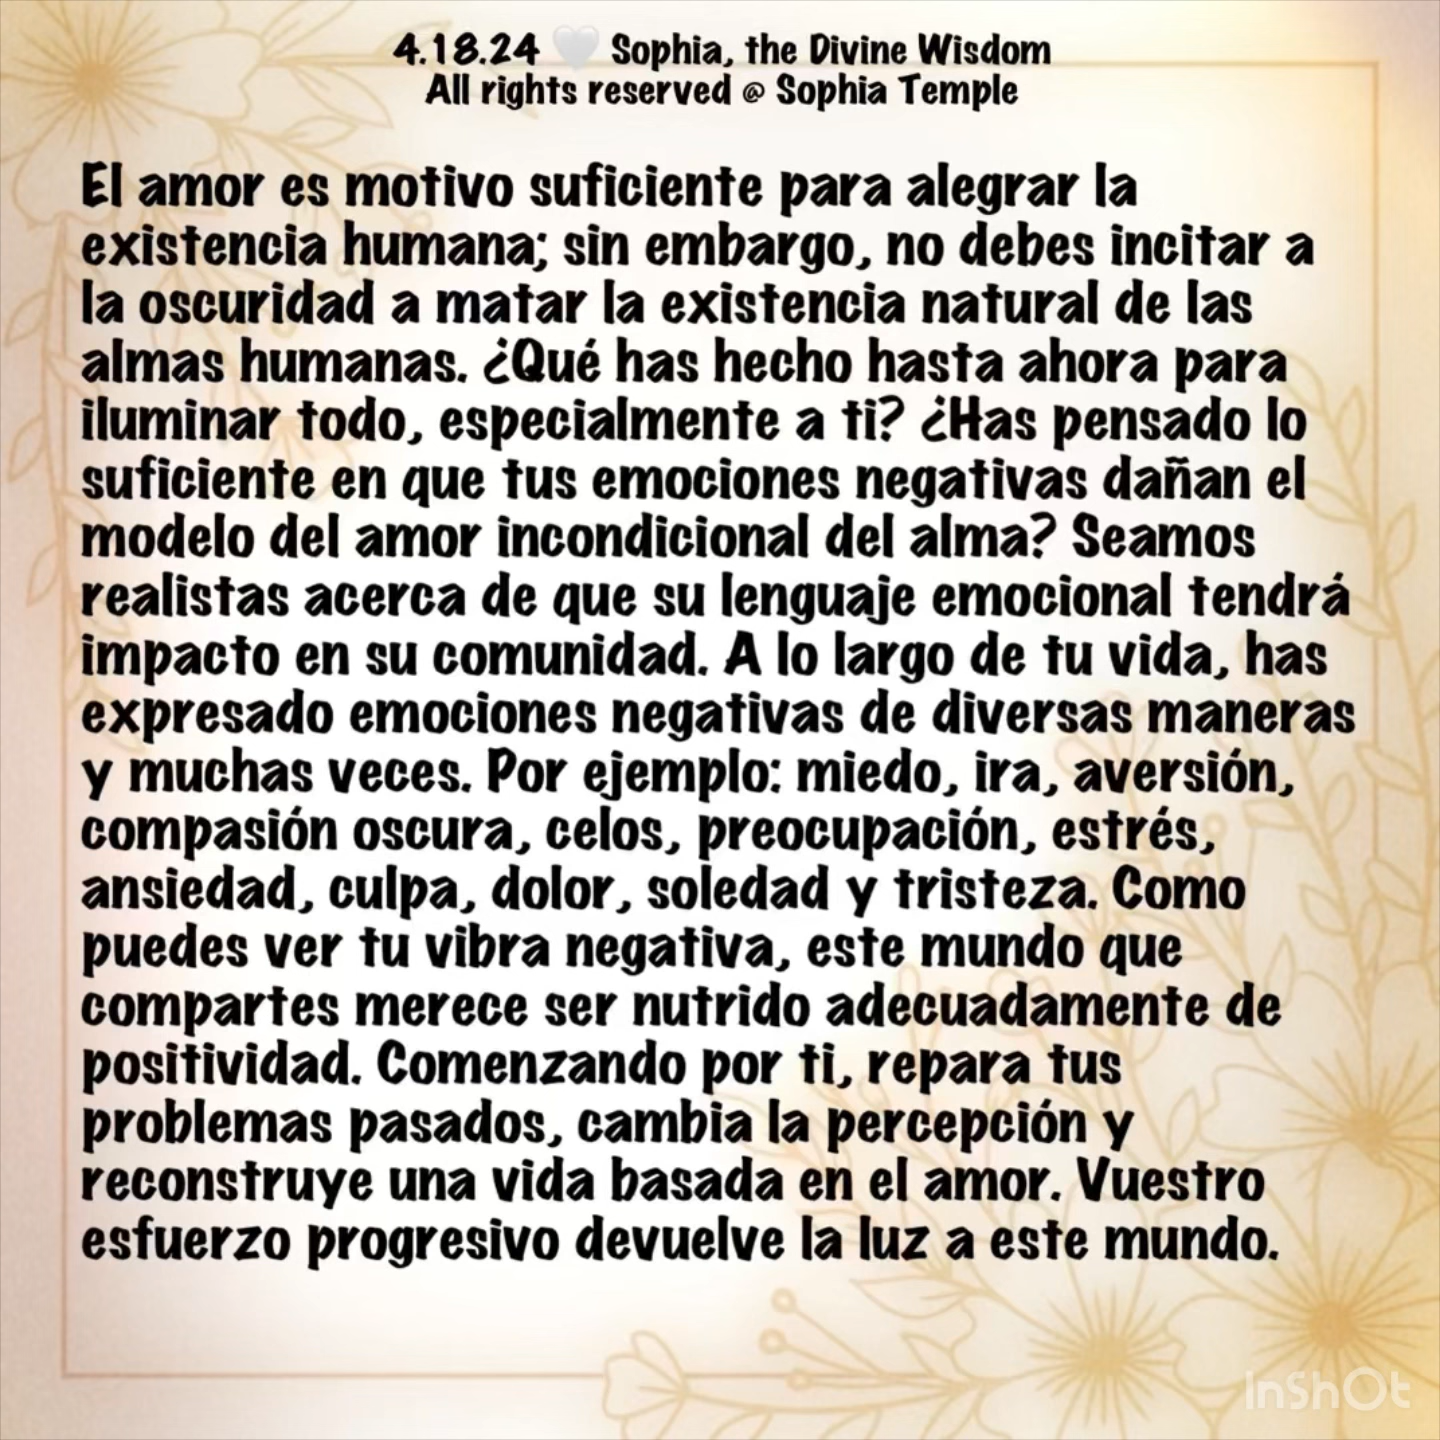 4.18.24 🤍 Sophia, the Divine Wisdom
All rights reserved @ Sophia Temple
El amor es motivo suficiente para alegrar la
existencia humana; sin embargo, no debes incitar a
la oscuridad a matar la existencia natural de las
almas humanas. ¿Qué has hecho hasta ahora para
iluminar todo, especialmente a ti? ¿Has pensado lo
suficiente en que tus emociones negativas dañan el
modelo del amor incondicional del alma? Seamos
realistas acerca de que su lenguaje emocional tendrá
impacto en su comunidad. A lo largo de tu vida, has
expresado emociones negativas de diversas maneras
y muchas veces. Por ejemplo: miedo, ira, aversión,
compasión oscura, celos, preocupación, estrés,
ansiedad, culpa, dolor, soledad y tristeza. Como
puedes ver tu vibra negativa, este mundo que
compartes merece ser nutrido adecuadamente de
positividad. Comenzando por ti, repara tus
problemas pasados, cambia la percepción y
reconstruye una vida basada en el amor. Vuestro
esfuerzo progresivo devuelve la luz a este mundo.
InShOt